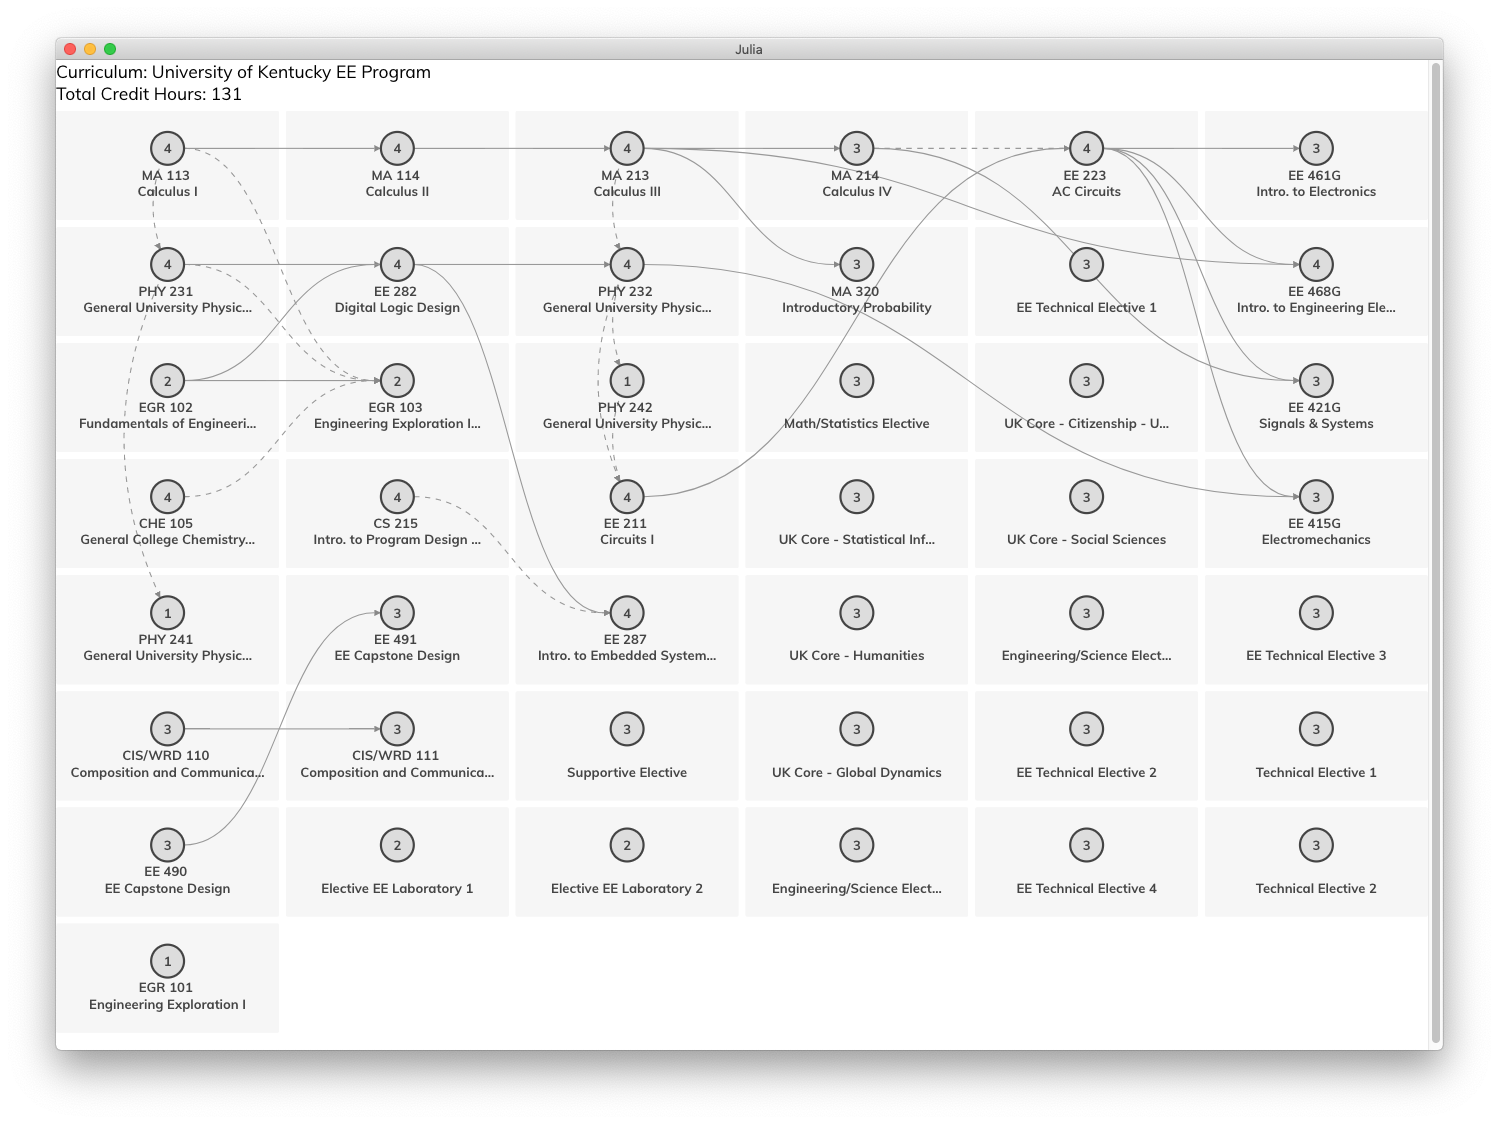 Julia
Curriculum: University of Kentucky EE Program
Total Credit Hours: 131
4 4 4 3 4 3
MA 113 MA 114 MA 213 MA 214 EE 223 EE 461G
Calculus I Calculus II Calculus III Calculus IV AC Circuits Intro. to Electronics
4 4 4 3 3 4
PHY 231 EE 282 PHY 232 MA 320 EE 468G
General University Physic... Digital Logic Design General University Physic... Introductory Probability EE Technical Elective 1 Intro. to Engineering Ele...
2 2 1 3 3 3
EGR 102 EGR 103 PHY 242 EE 421G
Fundamentals of Engineeri... Engineering Exploration I... General University Physic... Math/Statistics Elective UK Core - Citizenship - U... Signals & Systems
4 4 4 3 3 3
CHE 105 CS 215 EE 211 EE 415G
General College Chemistry... Intro. to Program Design ... Circuits I UK Core - Statistical Inf... UK Core - Social Sciences Electromechanics
1 3 4 3 3 3
PHY 241 EE 491 EE 287
General University Physic... EE Capstone Design Intro. to Embedded System... UK Core - Humanities Engineering/Science Elect... EE Technical Elective 3
3 3 3 3 3 3
CIS/WRD 110 CIS/WRD 111
Composition and Communica... Composition and Communica... Supportive Elective UK Core - Global Dynamics EE Technical Elective 2 Technical Elective 1
3 2 2 3 3 3
EE 490
EE Capstone Design Elective EE Laboratory 1 Elective EE Laboratory 2 Engineering/Science Elect... EE Technical Elective 4 Technical Elective 2
1
EGR 101
Engineering Exploration I